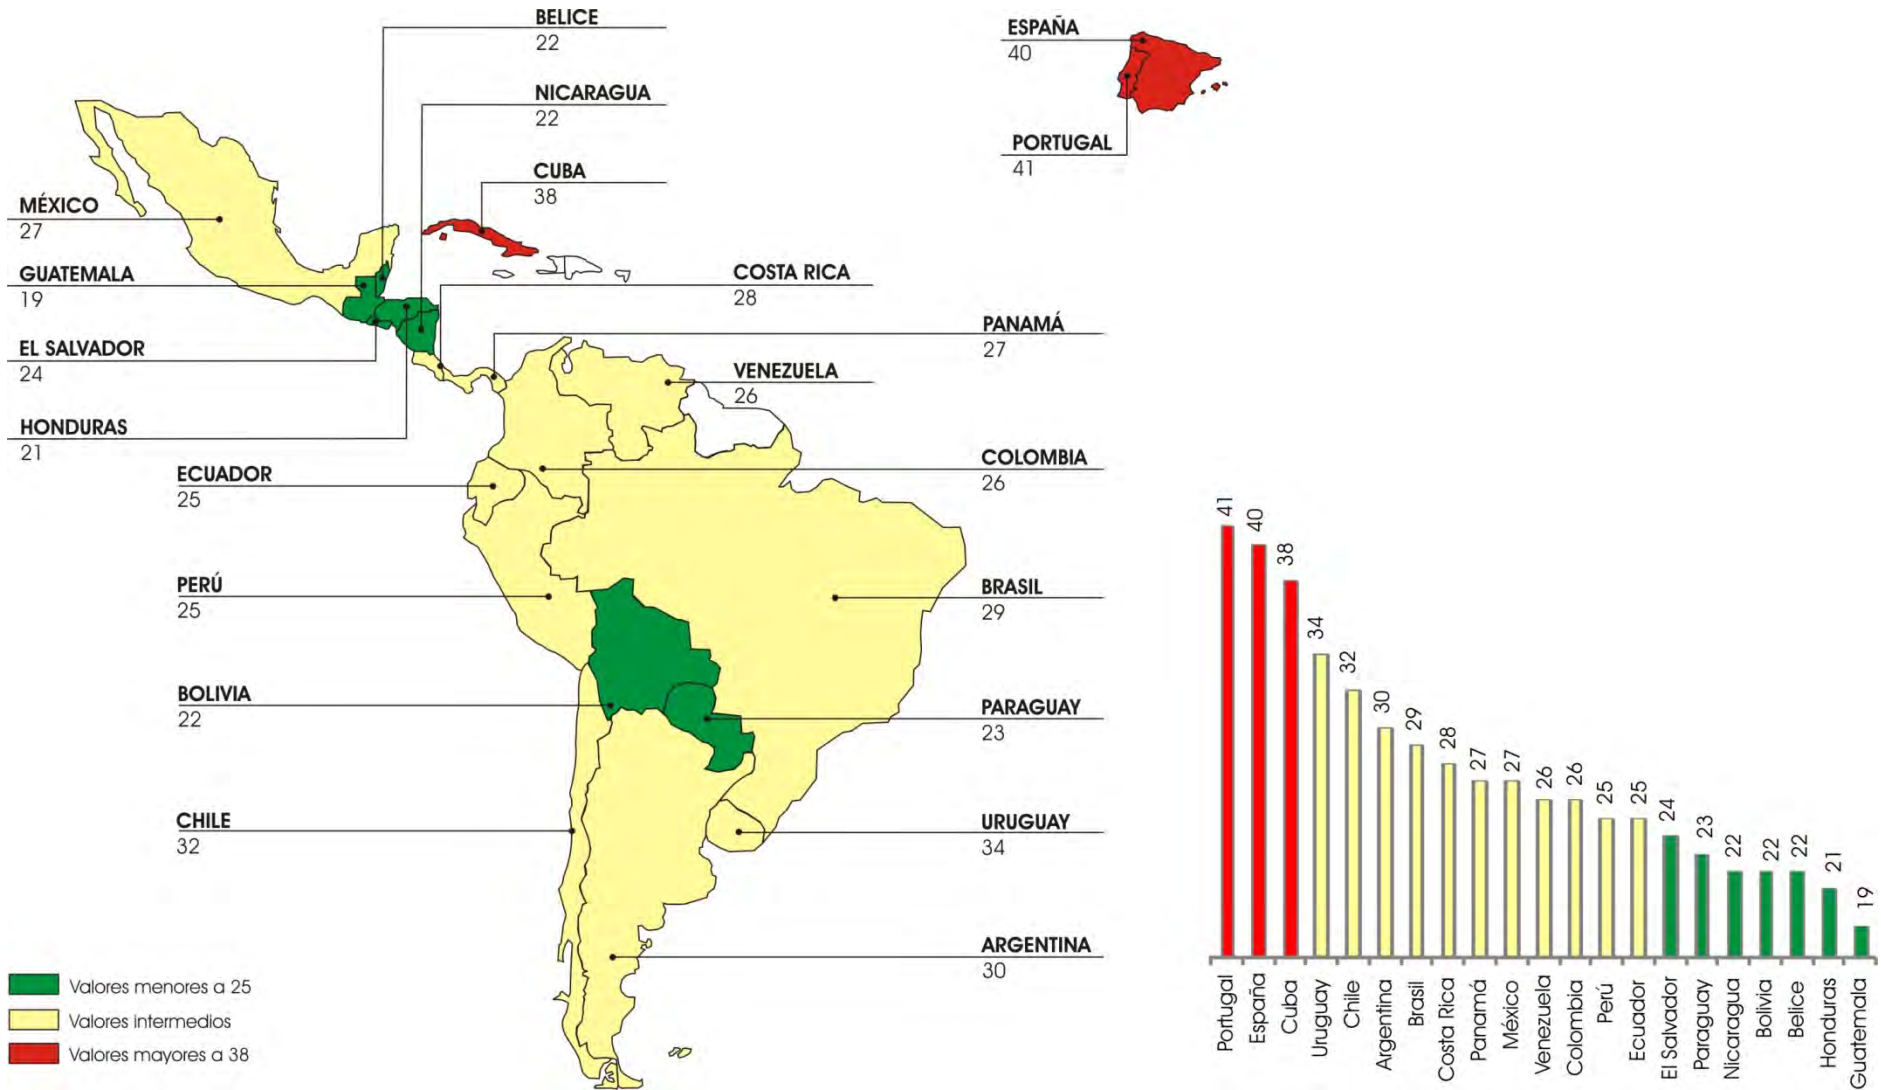 BELICE
22
NICARAGUA
22
CUBA
38
ESPAÑA
40
PORTUGAL
41
MÉXICO
27
GUATEMALA
19
EL SALVADOR
24
HONDURAS
21
COSTA RICA
28
PANAMÁ
27
VENEZUELA
26
COLOMBIA
26
ECUADOR
25
PERÚ
25
BRASIL
29
BOLIVIA
22
PARAGUAY
23
CHILE
32
URUGUAY
34
ARGENTINA
30
Valores menores a 25
Valores intermedios
Valores mayores a 38
41
40
38
34
32
30
29
28
27
27
26
26
25
25
24
23
22
22
22
21
19
Portugal
España
Cuba
Uruguay
Chile
Argentina
Brasil
Costa Rica
Panamá
México
Venezuela
Colombia
Perú
Ecuador
El Salvador
Paraguay
Nicaragua
Bolivia
Belice
Honduras
Guatemala